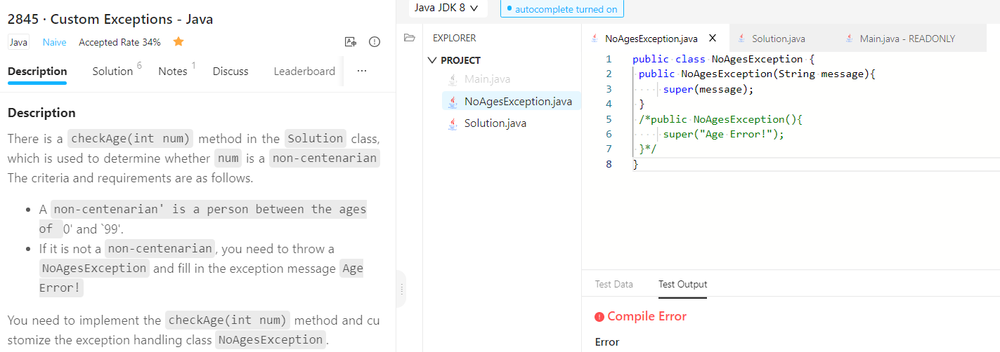 2845 · Custom Exceptions - Java
Java Naive Accepted Rate 34%
Description Solution 6 Notes 1 Discuss Leaderboard ...
Description
There is a checkAge(int num) method in the Solution class,
which is used to determine whether num is a non-centenarian
The criteria and requirements are as follows.
• A non-centenarian' is a person between the ages
of 0' and `99'.
• If it is not a non-centenarian, you need to throw a
NoAgesException and fill in the exception message Age
Error!
You need to implement the checkAge(int num) method and cu
stomize the exception handling class NoAgesException.
Java JDK 8
autocomplete turned on
EXPLORER
PROJECT
Main.java
NoAgesException.java
Solution.java
NoAgesException.java X Solution.java Main.java - READONLY
1 public class NoAgesException {
2 public NoAgesException(String message){
3 super(message);
4 }
5 /*public NoAgesException(){
6 super("Age Error!");
7 }*/
8 }
Test Data Test Output
Compile Error
Error